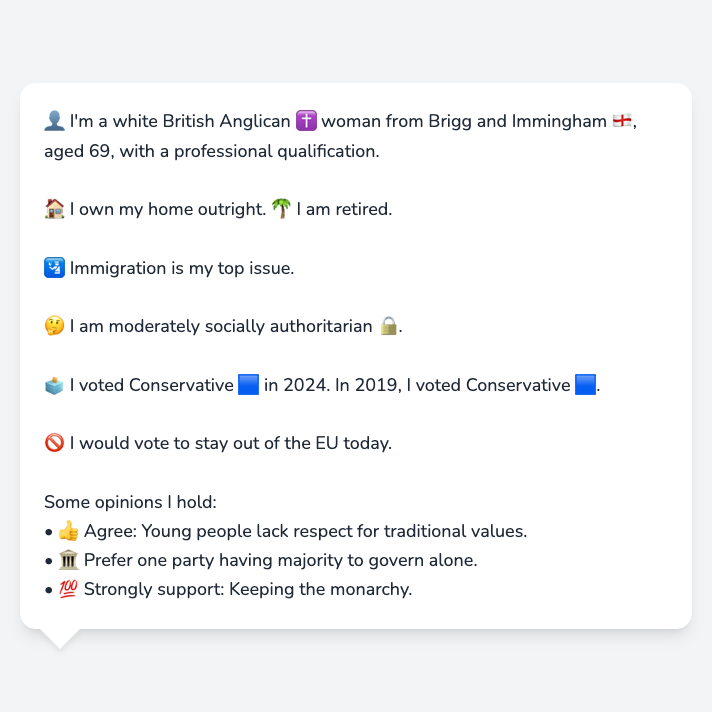 👤 I'm a white British Anglican ✝️ woman from Brigg and Immingham 🏴󠁧󠁢󠁥󠁮󠁧󠁿,
aged 69, with a professional qualification.
🏠 I own my home outright. 🌴 I am retired.
🛂 Immigration is my top issue.
🤔 I am moderately socially authoritarian 🔒.
🗳️ I voted Conservative 🟦 in 2024. In 2019, I voted Conservative 🟦.
🚫 I would vote to stay out of the EU today.
Some opinions I hold:
• 👍 Agree: Young people lack respect for traditional values.
• 🏛️ Prefer one party having majority to govern alone.
• 💯 Strongly support: Keeping the monarchy.